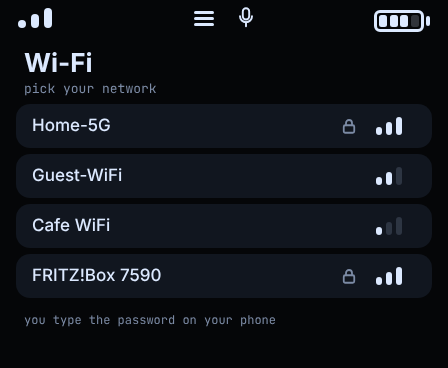 Wi-Fi
pick your network
Home-5G
Guest-WiFi
Cafe WiFi
FRITZ!Box 7590
you type the password on your phone